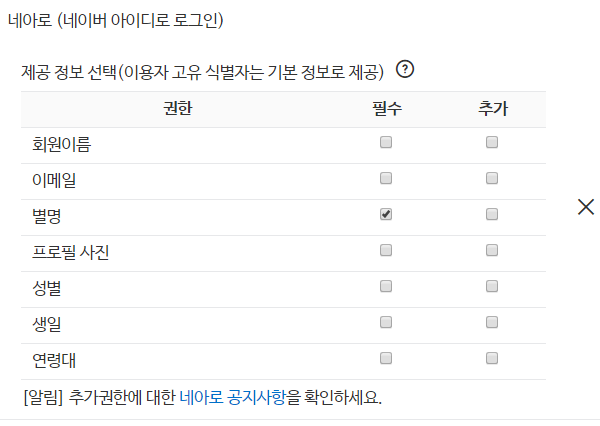 네아로 (네이버 아이디로 로그인)
제공 정보 선택(이용자 고유 식별자는 기본 정보로 제공) ?
권한 필수 추가
회원이름
이메일
별명
프로필 사진
성별
생일
연령대
[알림] 추가권한에 대한 네아로 공지사항을 확인하세요.